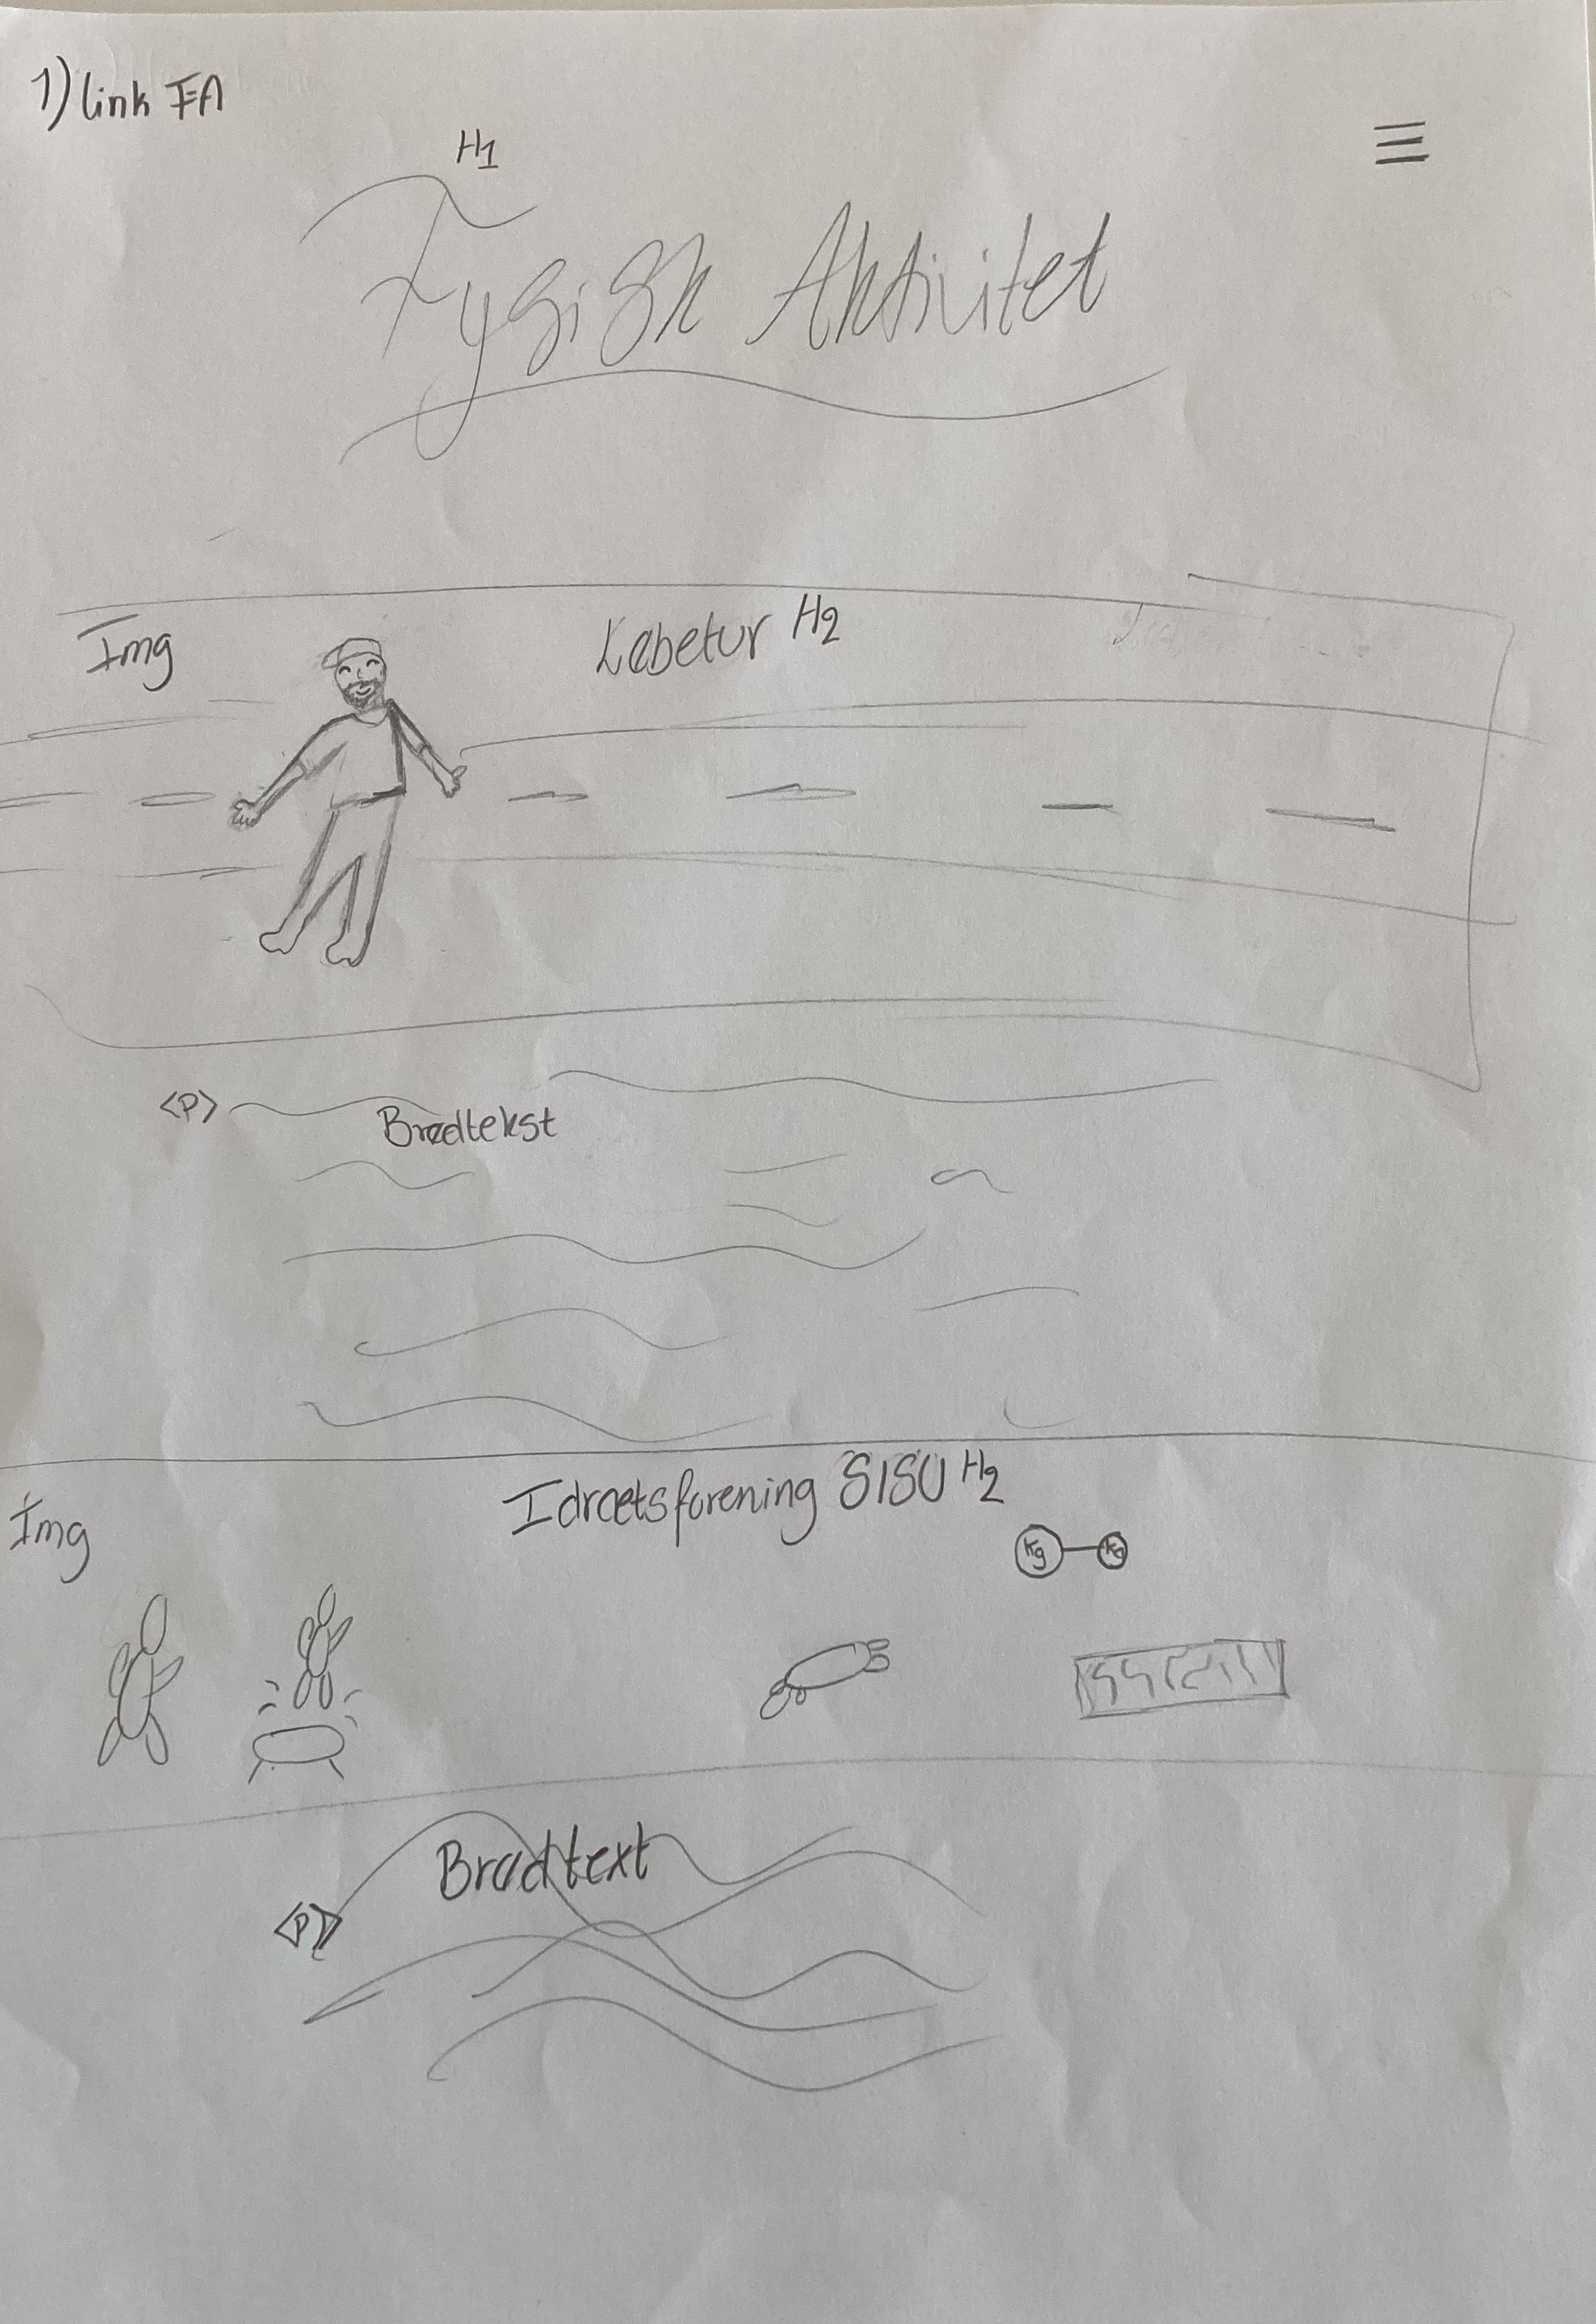 1) link FA
H1
Fysisk Aktivitet
Img
Løbetur H2
<P>
Brødtekst
Idrætsforening SISU H2
Img
Kg Kg
Brødtext
<P>